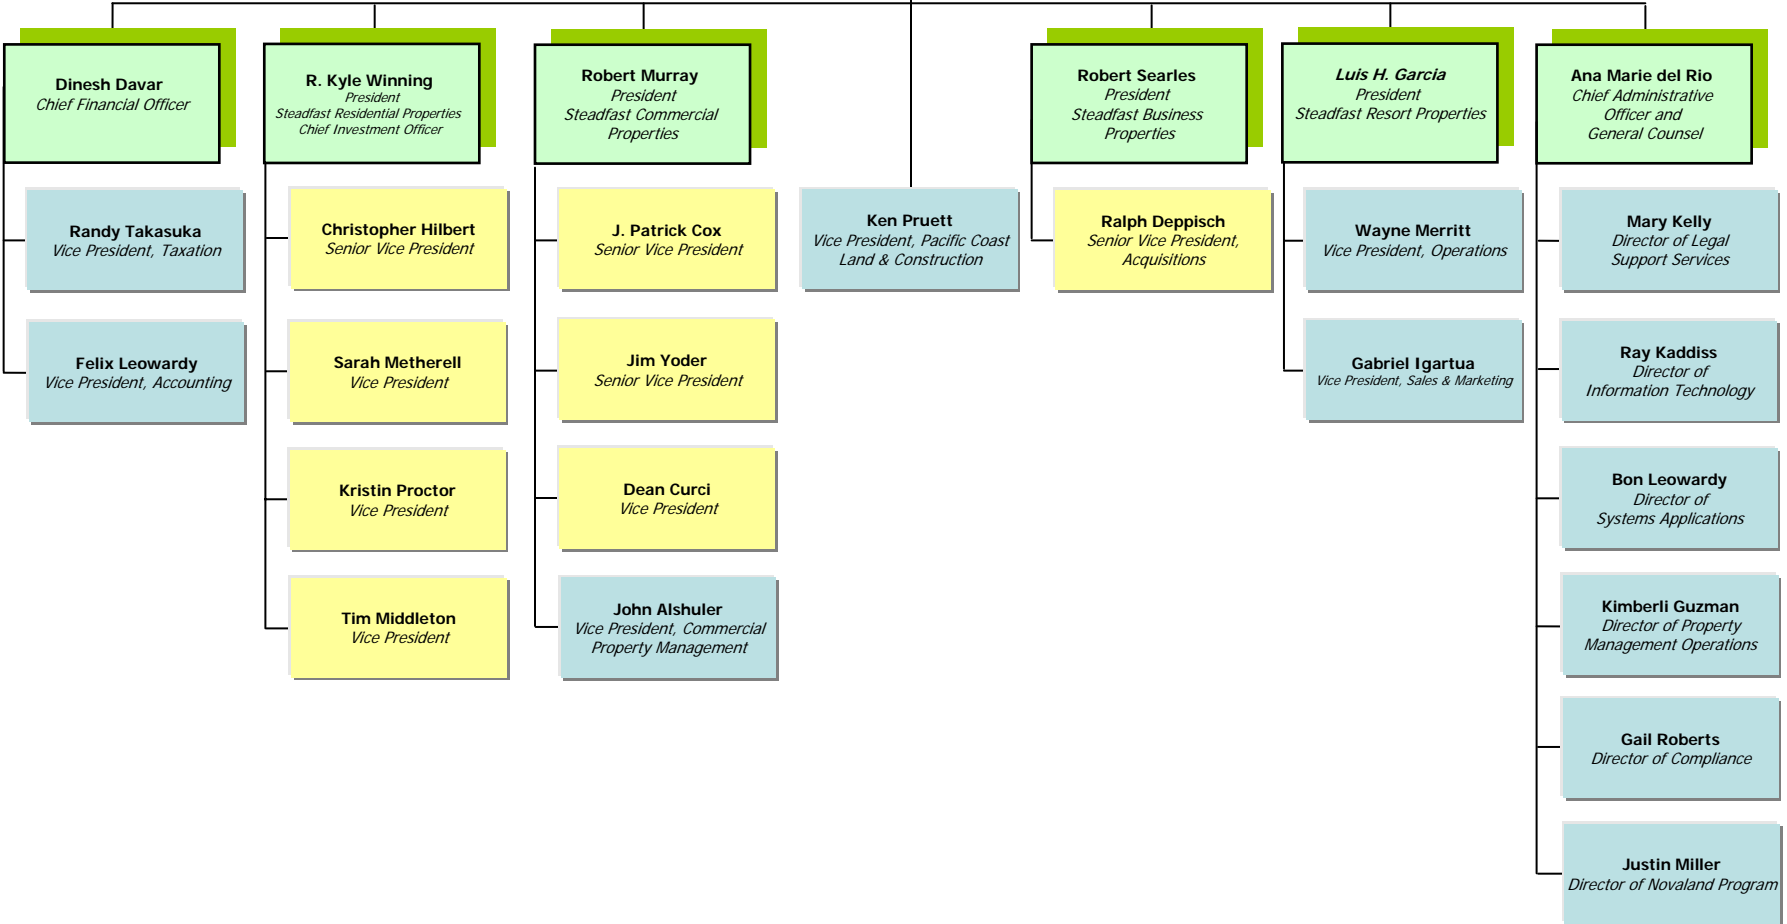 Dinesh Davar
Chief Financial Officer
R. Kyle Winning
President
Steadfast Residential Properties
Chief Investment Officer
Robert Murray
President
Steadfast Commercial
Properties
Robert Searles
President
Steadfast Business
Properties
Luis H. Garcia
President
Steadfast Resort Properties
Ana Marie del Rio
Chief Administrative
Officer and
General Counsel
Randy Takasuka
Vice President, Taxation
Felix Leowardy
Vice President, Accounting
Christopher Hilbert
Senior Vice President
Sarah Metherell
Vice President
Kristin Proctor
Vice President
Tim Middleton
Vice President
J. Patrick Cox
Senior Vice President
Jim Yoder
Senior Vice President
Dean Curci
Vice President
John Alshuler
Vice President, Commercial
Property Management
Ken Pruett
Vice President, Pacific Coast
Land & Construction
Ralph Deppisch
Senior Vice President,
Acquisitions
Wayne Merritt
Vice President, Operations
Gabriel Igartua
Vice President, Sales & Marketing
Mary Kelly
Director of Legal
Support Services
Ray Kaddiss
Director of
Information Technology
Bon Leowardy
Director of
Systems Applications
Kimberli Guzman
Director of Property
Management Operations
Gail Roberts
Director of Compliance
Justin Miller
Director of Novaland Program